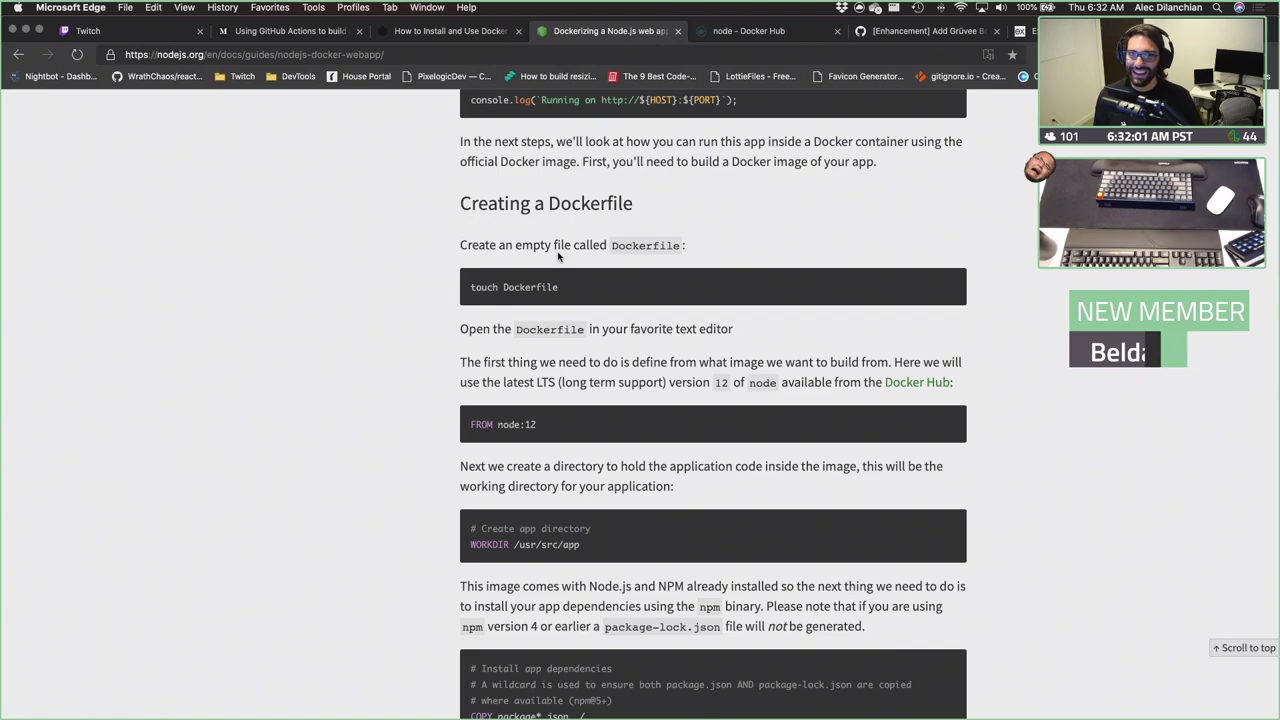 Microsoft Edge File Edit View History Favorites Tools Profiles Tab Window Help
100% Thu 6:32 AM Alec Dilanchian
Twitch
Using GitHub Actions to build
How to Install and Use Docker
Dockerizing a Node.js web app
node - Docker Hub
[Enhancement] Add Grüvee Bo
EX
https://nodejs.org/en/docs/guides/nodejs-docker-webapp/
Nightbot - Dashbo... WrathChaos/react-... Twitch DevTools House Portal PixelogicDev — C... How to build resizi... The 9 Best Code-... LottieFiles - Free... Favicon Generator... gitignore.io - Crea...
console.log(`Running on http://${HOST}:${PORT}`);
In the next steps, we'll look at how you can run this app inside a Docker container using the
official Docker image. First, you'll need to build a Docker image of your app.
Creating a Dockerfile
Create an empty file called Dockerfile:
touch Dockerfile
Open the Dockerfile in your favorite text editor
The first thing we need to do is define from what image we want to build from. Here we will
use the latest LTS (long term support) version 12 of node available from the Docker Hub:
FROM node:12
Next we create a directory to hold the application code inside the image, this will be the
working directory for your application:
# Create app directory
WORKDIR /usr/src/app
This image comes with Node.js and NPM already installed so the next thing we need to do is
to install your app dependencies using the npm binary. Please note that if you are using
npm version 4 or earlier a package-lock.json file will not be generated.
# Install app dependencies
# A wildcard is used to ensure both package.json AND package-lock.json are copied
# where available (npm@5+)
COPY package*.json ./
101 6:32:01 AM PST 44
NEW MEMBER
Belda
↑ Scroll to top